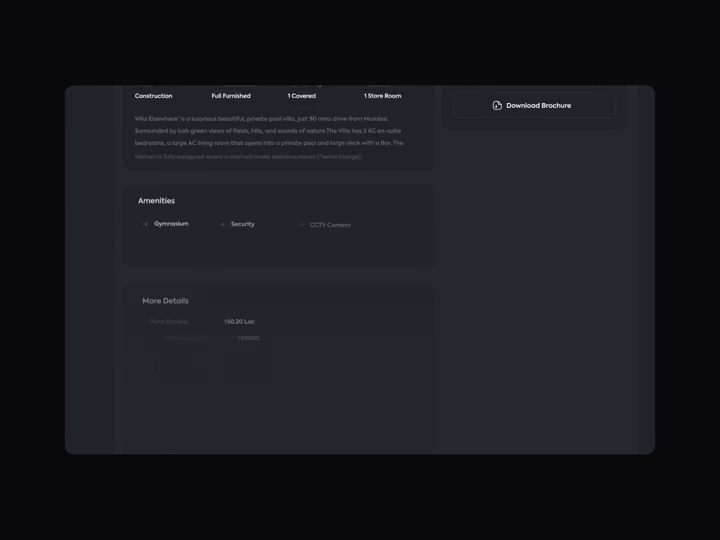 Construction Full Furnished 1 Covered 1 Store Room
Download Brochure
Villa Elsewhere' is a luxurious beautiful, private pool villa, just 90 mins drive from Mumbai.
Surrounded by lush green views of fields, hills, and sounds of nature.The Villa has 3 AC en-suite
bedrooms, a large AC living room that opens into a private pool and large deck with a Bar. The
kitchen is fully equipped where a chef will make delicious meals (*extra charge)
Amenities
Gymnasium Security CCTV Camera
More Details
Price Backup ₹50.20 Lac
₹50000